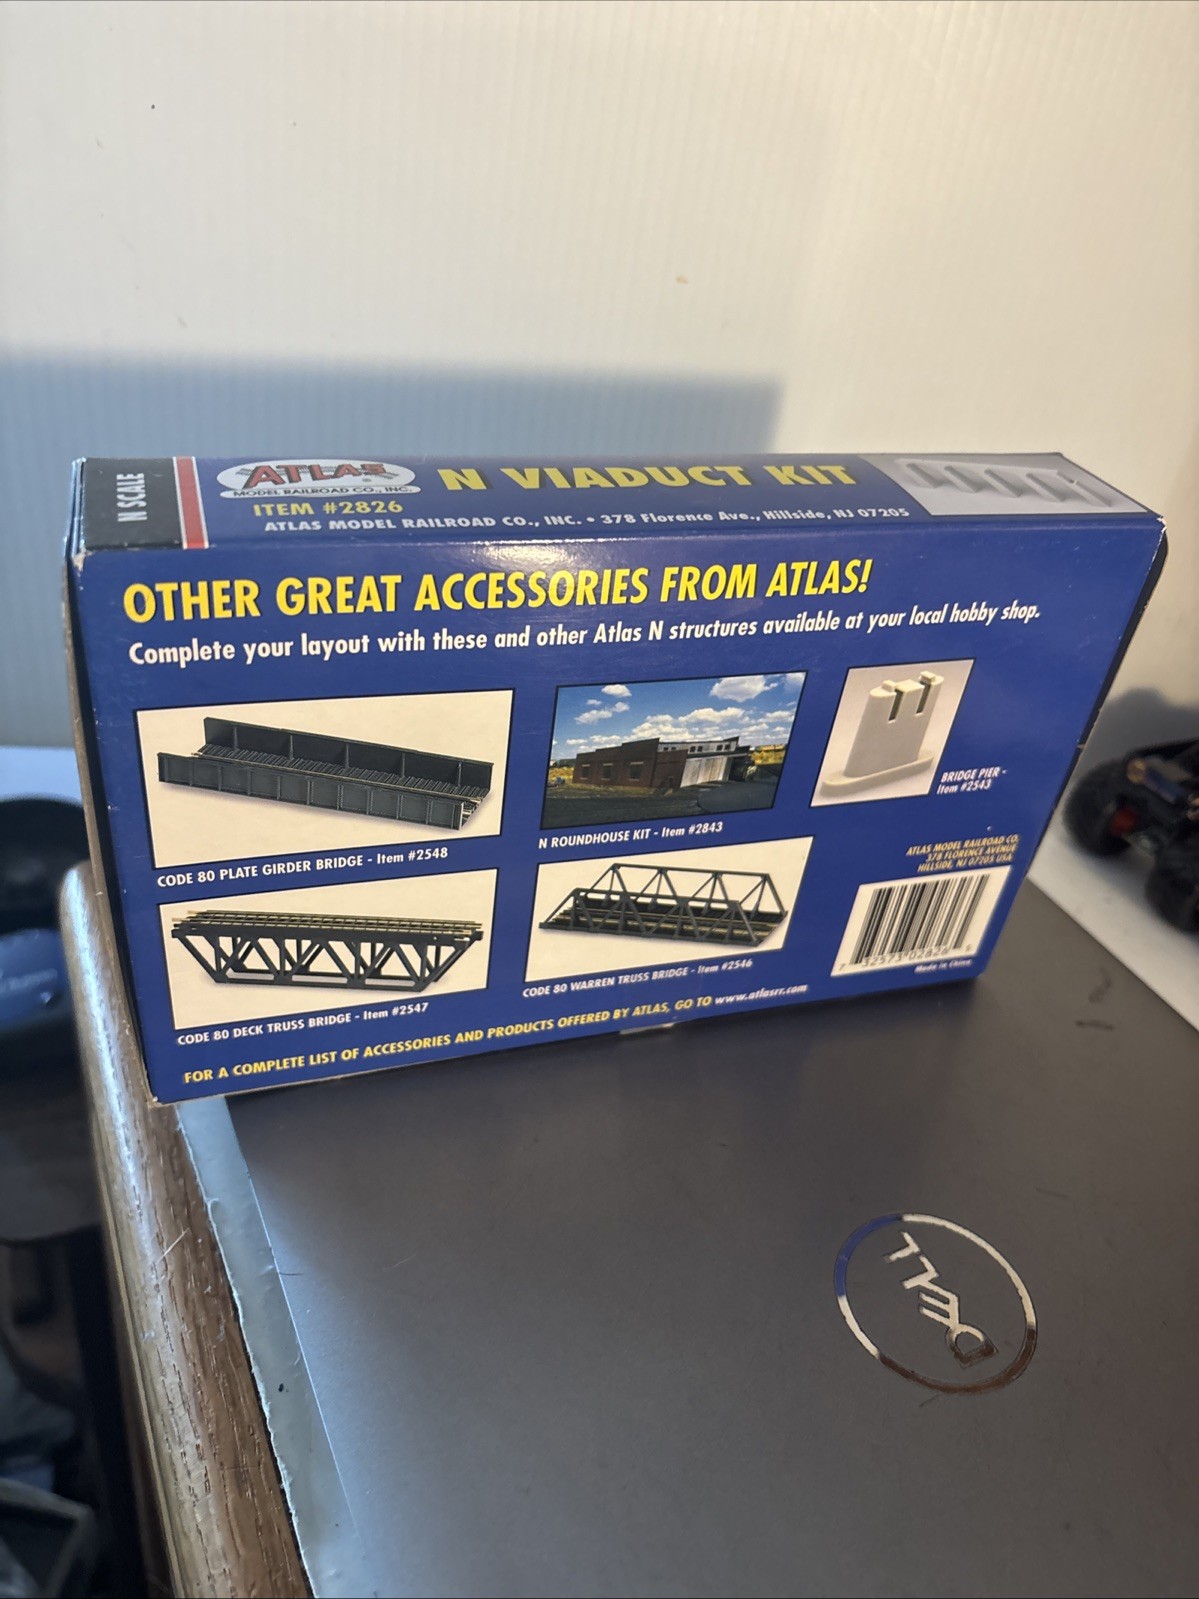 N SCALE
ATLAS
MODEL RAILROAD CO., INC.
N VIADUCT KIT
ITEM #2826
ATLAS MODEL RAILROAD CO., INC. • 378 Florence Ave., Hillside, NJ 07205
OTHER GREAT ACCESSORIES FROM ATLAS!
Complete your layout with these and other Atlas N structures available at your local hobby shop.
CODE 80 PLATE GIRDER BRIDGE - Item #2548
N ROUNDHOUSE KIT - Item #2843
BRIDGE PIER -
Item #2543
CODE 80 DECK TRUSS BRIDGE - Item #2547
CODE 80 WARREN TRUSS BRIDGE - Item #2546
ATLAS MODEL RAILROAD CO.
378 FLORENCE AVENUE
HILLSIDE, NJ 07205 USA
7 32573 02826 5
Made in China
FOR A COMPLETE LIST OF ACCESSORIES AND PRODUCTS OFFERED BY ATLAS, GO TO www.atlasrr.com
DELL